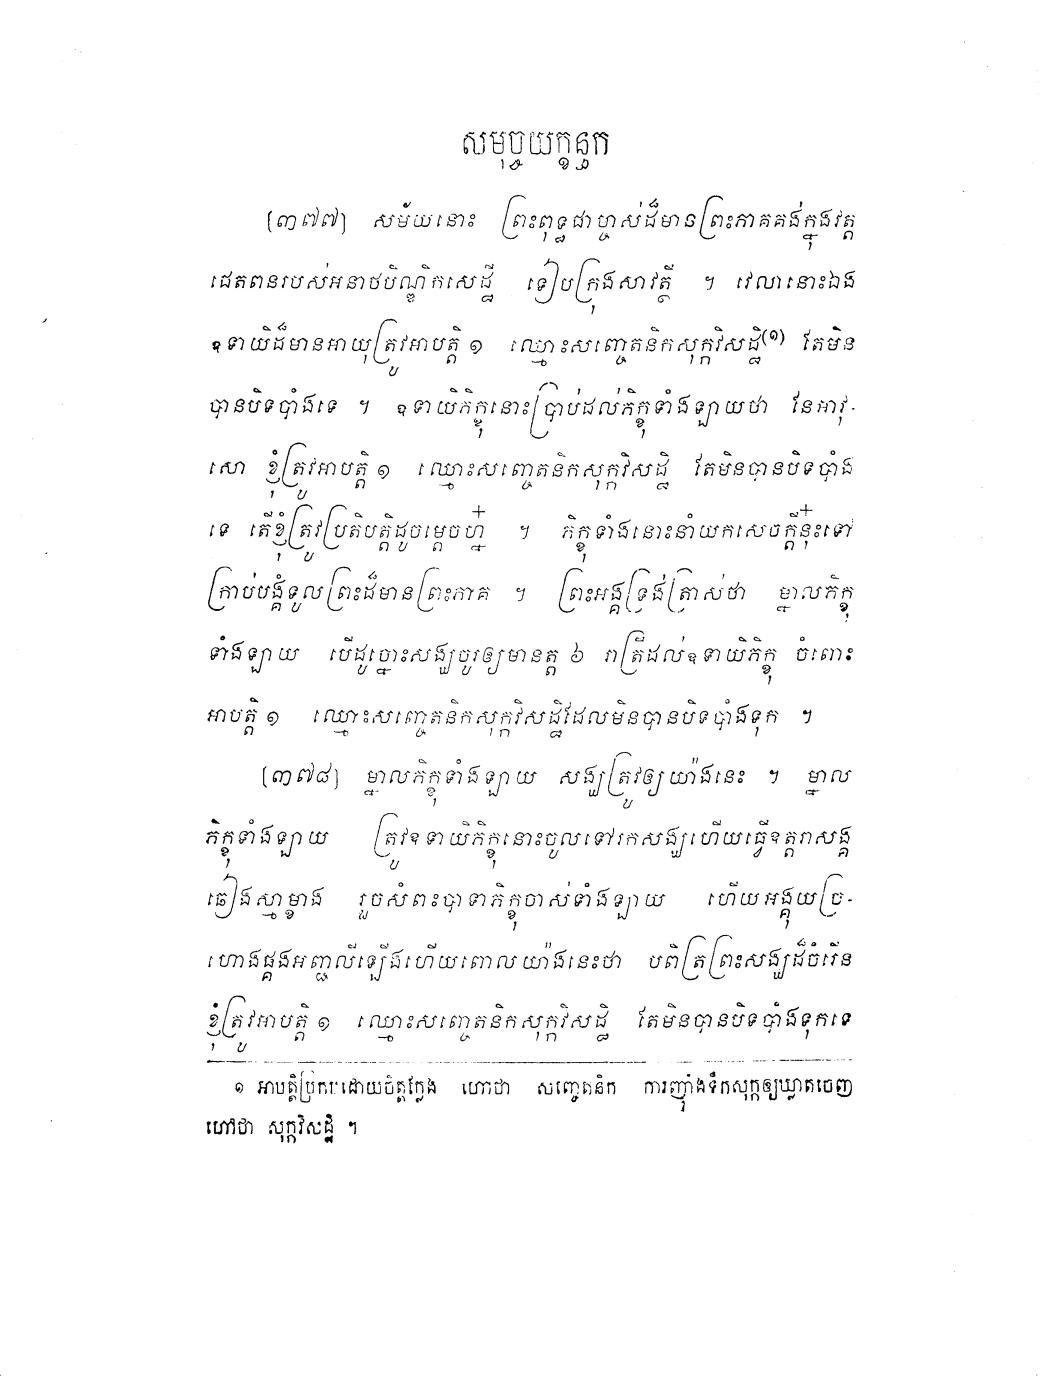 សមុច្ចយក្ខន្ធក
[៣៧៧] សម័យនោះ ព្រះពុទ្ធជាម្ចាស់ដ៏មានព្រះភាគគង់ក្នុងវត្ត
ជេតពនរបស់អនាថបិណ្ឌិកសេដ្ឋី ទៀបក្រុងសាវត្ថី ។ វេលានោះឯង
ឧទាយិដ៏មានអាយុត្រូវអាបត្តិ ១ ឈ្មោះសញ្ចេតនិកសុក្កវិសដ្ឋិ(១) តែមិន
បានបិទបាំងទេ ។ ឧទាយិភិក្ខុនោះប្រាប់ដល់ភិក្ខុទាំងឡាយថា នែអាវុ-
សោ ខ្ញុំត្រូវអាបត្តិ ១ ឈ្មោះសញ្ចេតនិកសុក្កវិសដ្ឋិ តែមិនបានបិទបាំង
ទេ តើខ្ញុំត្រូវប្រតិបត្តិដូចម្តេចហ្ន៎ ។ ភិក្ខុទាំងនោះនាំយកសេចក្តីនុ៎ះទៅ
ក្រាប់បង្គំទូលព្រះដ៏មានព្រះភាគ ។ ព្រះអង្គទ្រង់ត្រាស់ថា ម្នាលភិក្ខុ
ទាំងឡាយ បើដូច្នោះសង្ឃចូរឲ្យមានត្ត ៦ រាត្រីដល់ឧទាយិភិក្ខុ ចំពោះ
អាបត្តិ ១ ឈ្មោះសញ្ចេតនិកសុក្កវិសដ្ឋិដែលមិនបានបិទបាំងទុក ។
[៣៧៨] ម្នាលភិក្ខុទាំងឡាយ សង្ឃត្រូវឲ្យយ៉ាងនេះ ។ ម្នាល
ភិក្ខុទាំងឡាយ ត្រូវឧទាយិភិក្ខុនោះចូលទៅរកសង្ឃហើយធ្វើឧត្តរាសង្គ
ឆៀងស្មាម្ខាង រួចសំពះបាទាភិក្ខុចាស់ទាំងឡាយ ហើយអង្គុយច្រ-
ហោងផ្គងអញ្ជលីឡើងហើយពោលយ៉ាងនេះថា បពិត្រព្រះសង្ឃដ៏ចំរើន
ខ្ញុំត្រូវអាបត្តិ ១ ឈ្មោះសញ្ចេតនិកសុក្កវិសដ្ឋិ តែមិនបានបិទបាំងទុកទេ
១ អាបត្តិប្រកបដោយចិត្តក្លែង ហៅថា សញ្ចេតនិក ការញ៉ាំងទឹកសុក្កឲ្យឃ្លាតចេញ
ហៅថា សុក្កវិសដ្ឋិ ។